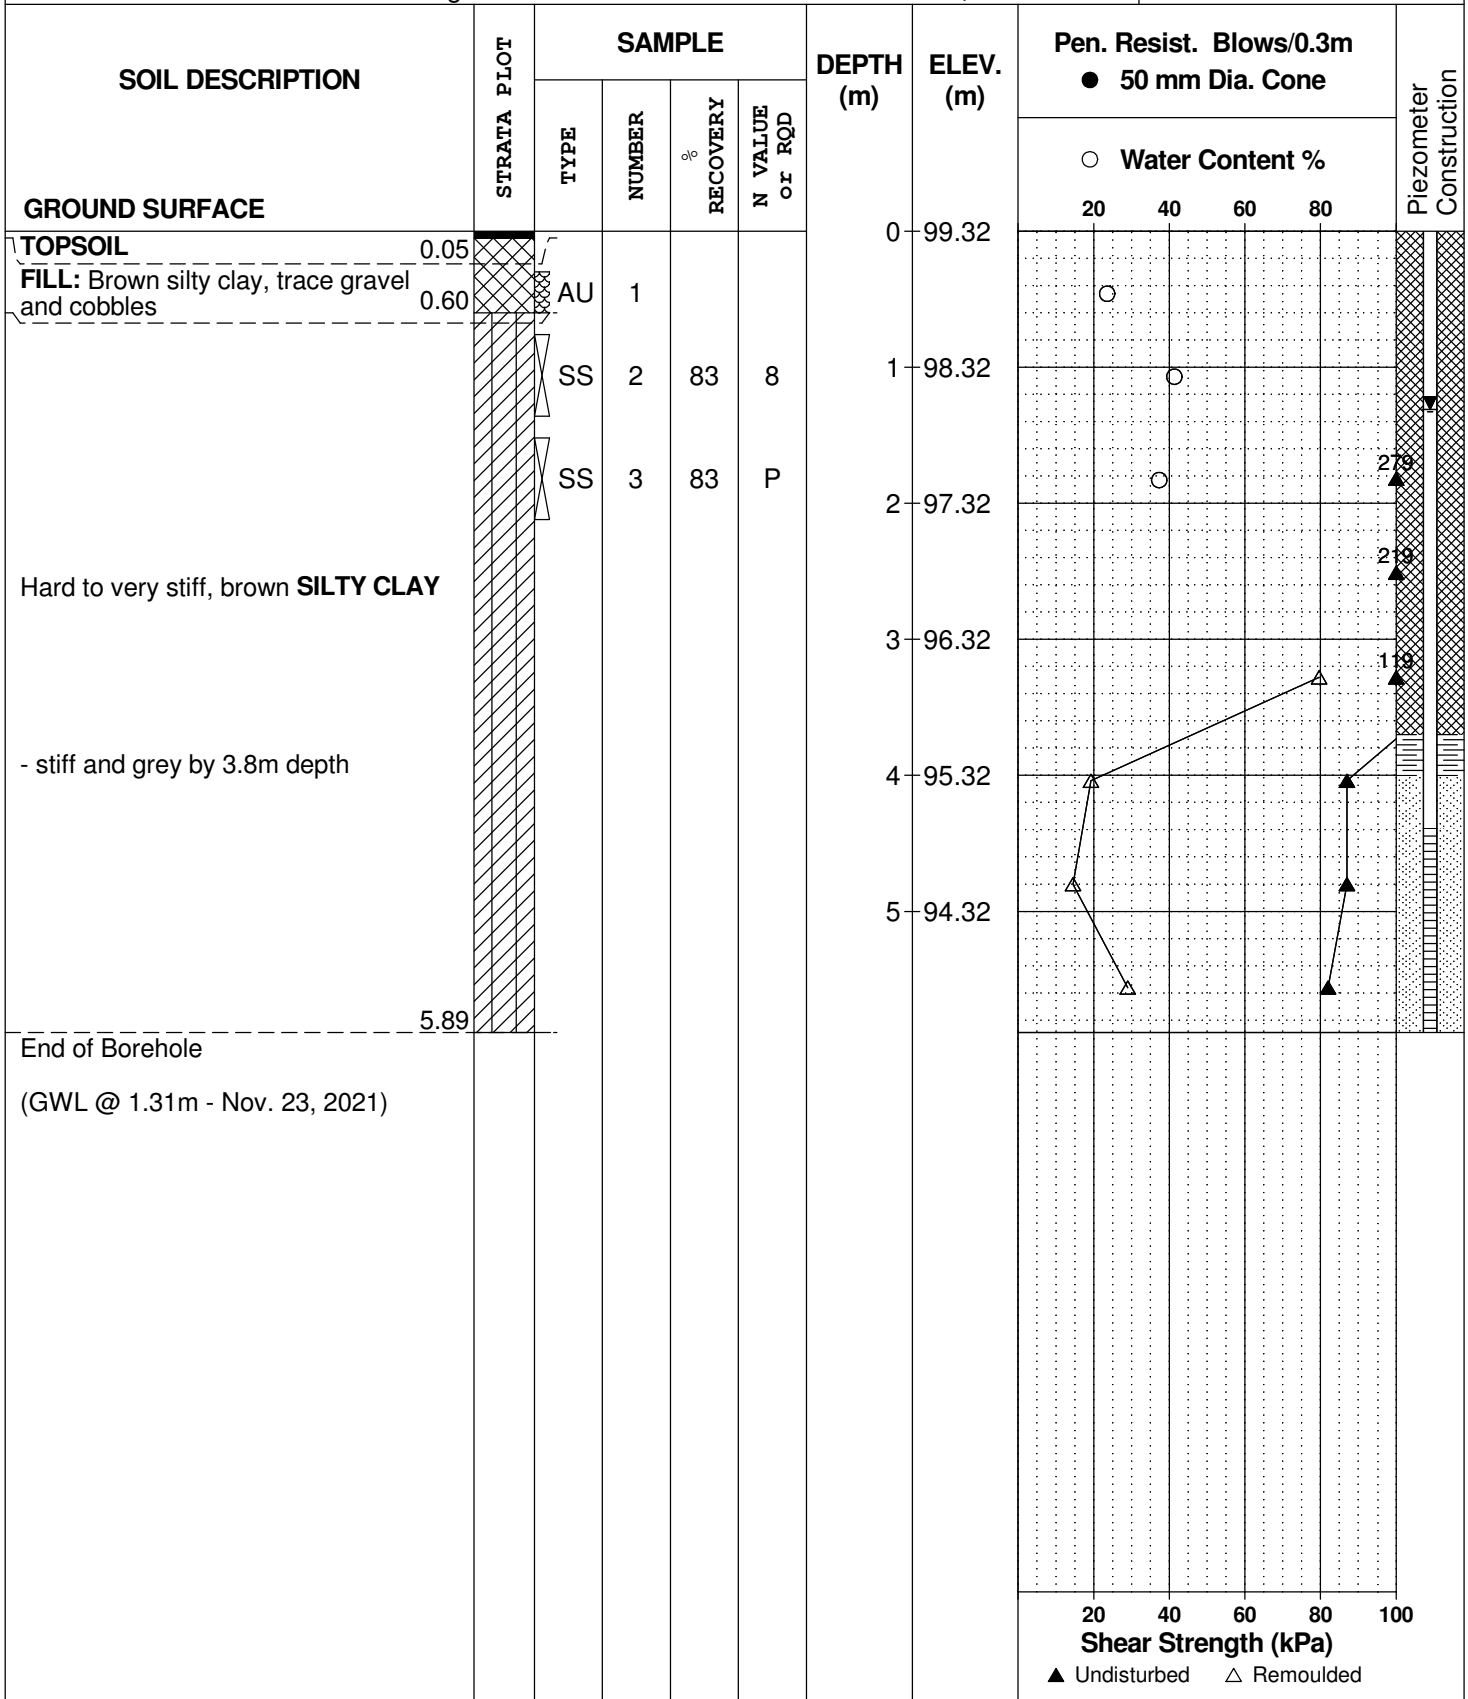 SOIL DESCRIPTION
GROUND SURFACE
STRATA PLOT
SAMPLE
TYPE
NUMBER
% RECOVERY
N VALUE or RQD
DEPTH (m)
ELEV. (m)
Pen. Resist. Blows/0.3m
● 50 mm Dia. Cone
○ Water Content %
20 40 60 80
Piezometer Construction
TOPSOIL 0.05
0 99.32
FILL: Brown silty clay, trace gravel
and cobbles 0.60
AU 1
SS 2 83 8
1 98.32
SS 3 83 P
279
2 97.32
219
Hard to very stiff, brown SILTY CLAY
3 96.32
119
- stiff and grey by 3.8m depth
4 95.32
5 94.32
5.89
End of Borehole
(GWL @ 1.31m - Nov. 23, 2021)
20 40 60 80 100
Shear Strength (kPa)
▲ Undisturbed △ Remoulded